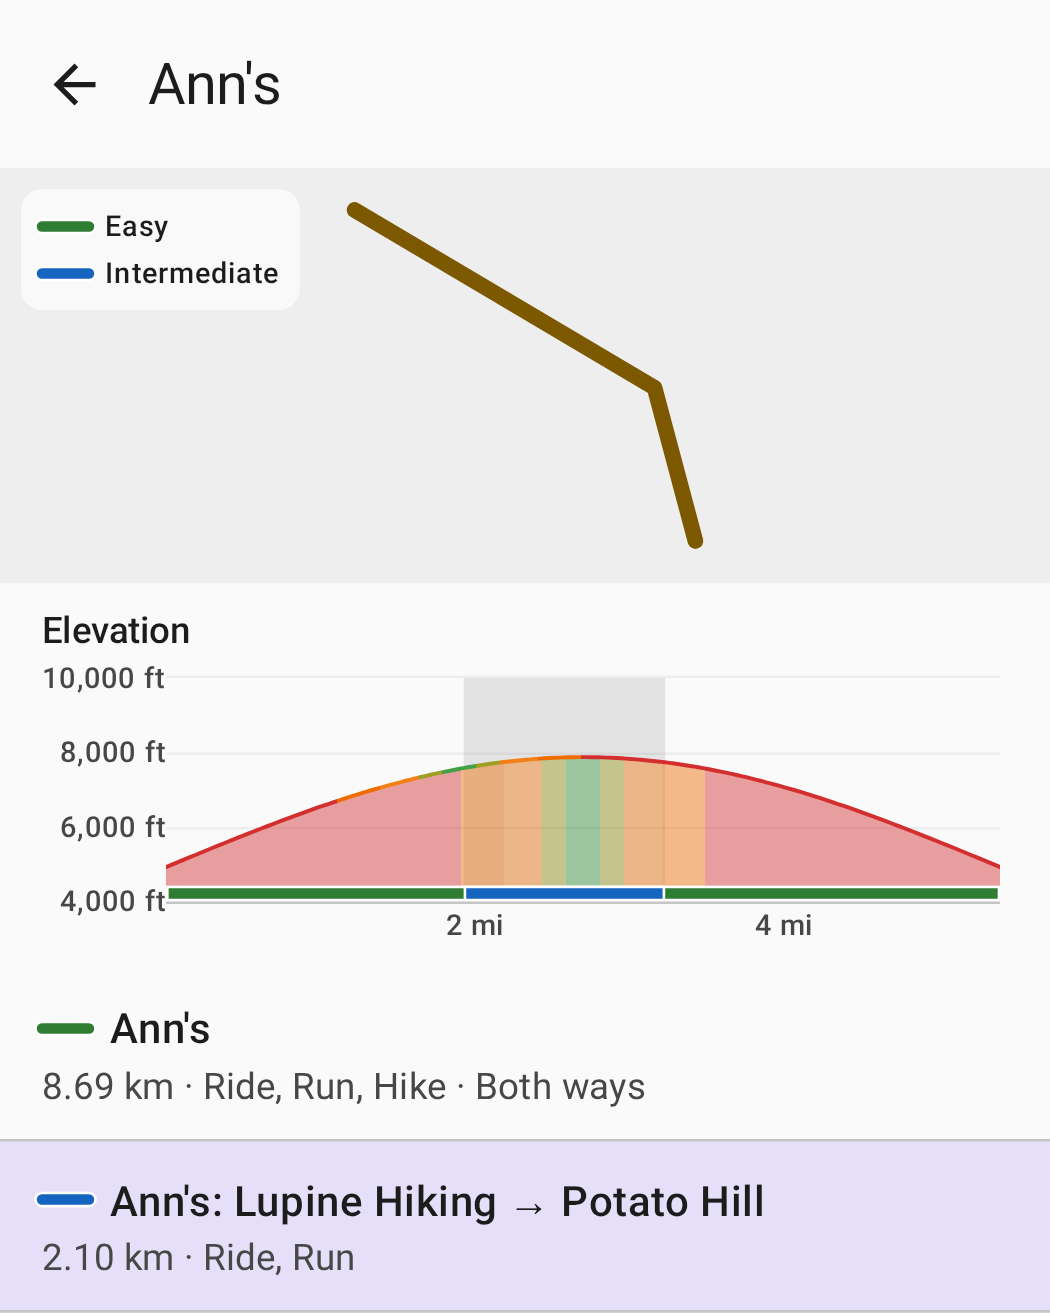 Ann's
Easy
Intermediate
Elevation
10,000 ft
8,000 ft
6,000 ft
4,000 ft
2 mi
4 mi
Ann's
8.69 km · Ride, Run, Hike · Both ways
Ann's: Lupine Hiking → Potato Hill
2.10 km · Ride, Run